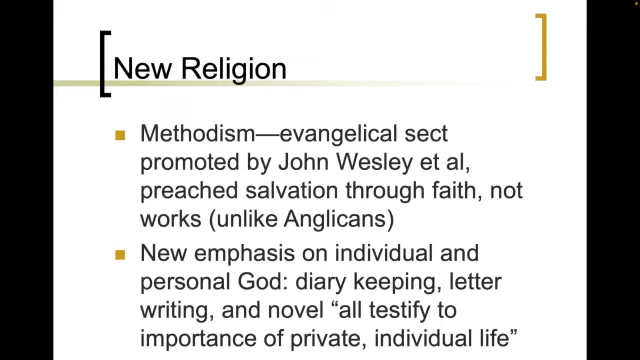 New Religion
Methodism—evangelical sect
promoted by John Wesley et al,
preached salvation through faith, not
works (unlike Anglicans)
New emphasis on individual and
personal God: diary keeping, letter
writing, and novel “all testify to
importance of private, individual life”